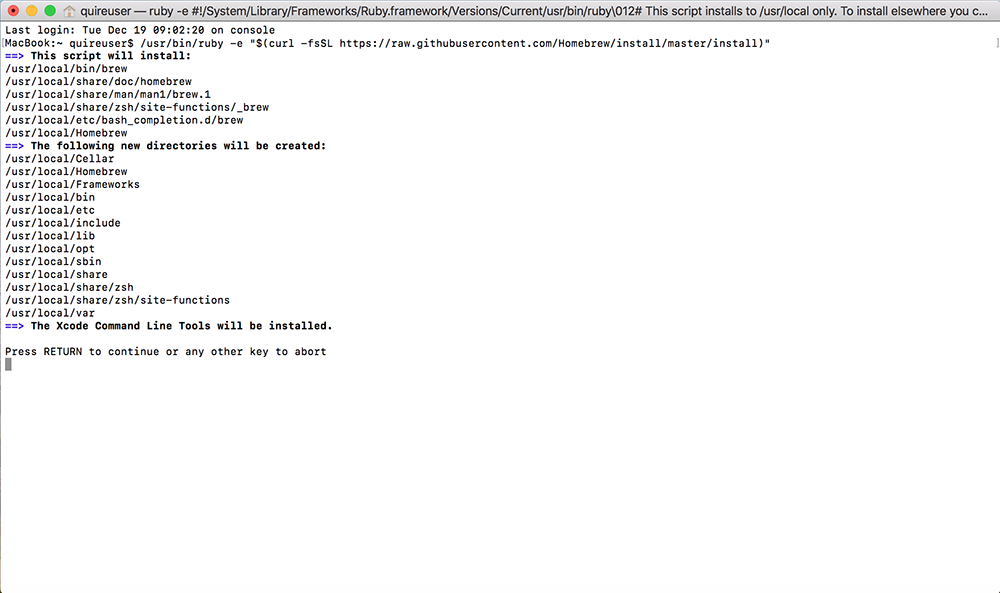 quireuser — ruby -e #!/System/Library/Frameworks/Ruby.framework/Versions/Current/usr/bin/ruby\012# This script installs to /usr/local only. To install elsewhere you c...
Last login: Tue Dec 19 09:02:20 on console
[MacBook:~ quireuser$ /usr/bin/ruby -e "$(curl -fsSL https://raw.githubusercontent.com/Homebrew/install/master/install)" ]
==> This script will install:
/usr/local/bin/brew
/usr/local/share/doc/homebrew
/usr/local/share/man/man1/brew.1
/usr/local/share/zsh/site-functions/_brew
/usr/local/etc/bash_completion.d/brew
/usr/local/Homebrew
==> The following new directories will be created:
/usr/local/Cellar
/usr/local/Homebrew
/usr/local/Frameworks
/usr/local/bin
/usr/local/etc
/usr/local/include
/usr/local/lib
/usr/local/opt
/usr/local/sbin
/usr/local/share
/usr/local/share/zsh
/usr/local/share/zsh/site-functions
/usr/local/var
==> The Xcode Command Line Tools will be installed.
Press RETURN to continue or any other key to abort